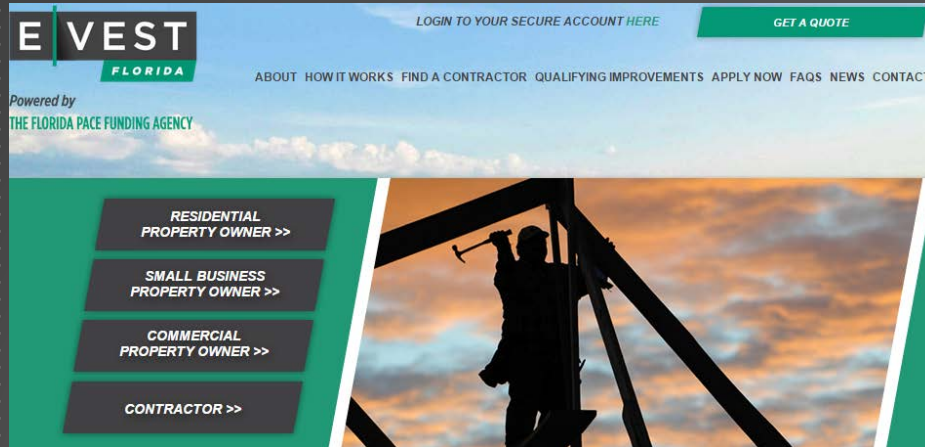 E VEST
FLORIDA
Powered by
THE FLORIDA PACE FUNDING AGENCY
LOGIN TO YOUR SECURE ACCOUNT HERE
GET A QUOTE
ABOUT HOW IT WORKS FIND A CONTRACTOR QUALIFYING IMPROVEMENTS APPLY NOW FAQS NEWS CONTACT
RESIDENTIAL
PROPERTY OWNER >>
SMALL BUSINESS
PROPERTY OWNER >>
COMMERCIAL
PROPERTY OWNER >>
CONTRACTOR >>